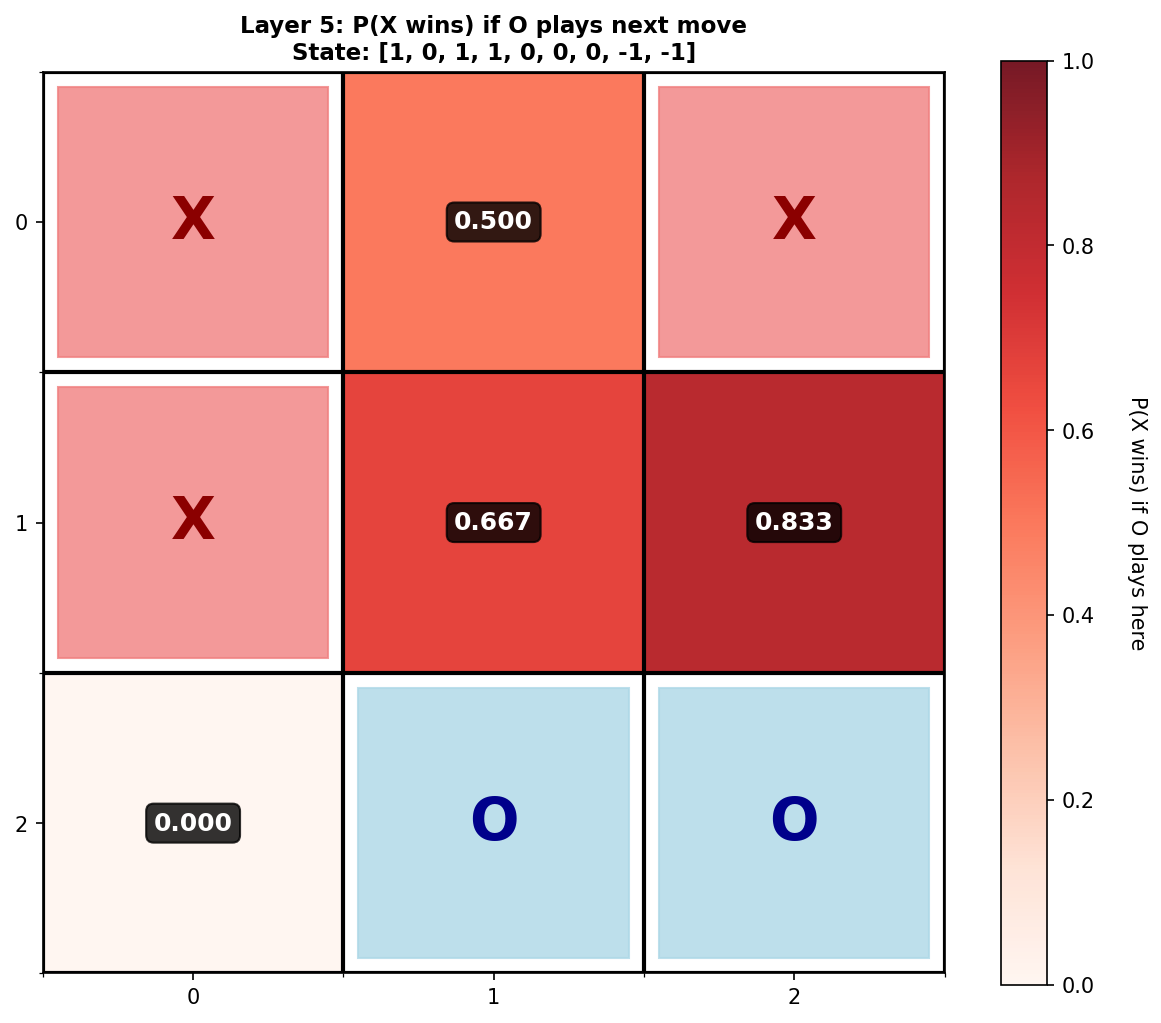 Layer 5: P(X wins) if O plays next move
State: [1, 0, 1, 1, 0, 0, 0, -1, -1]
0
X
0.500
X
1
X
0.667
0.833
2
0.000
O
O
0
1
2
1.0
0.8
0.6
0.4
0.2
0.0
P(X wins) if O plays here